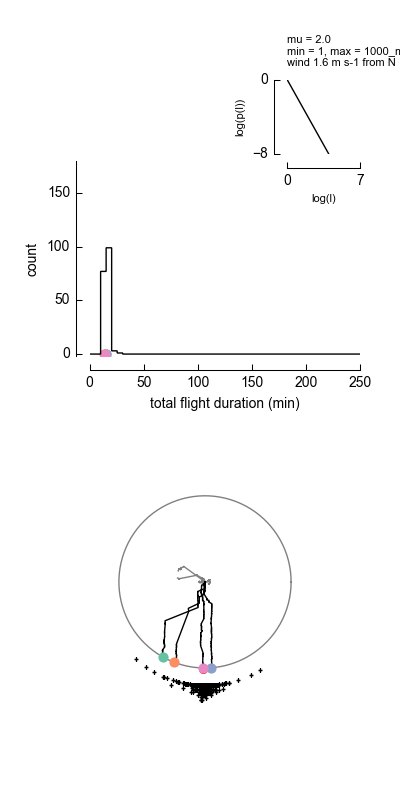 mu = 2.0
min = 1, max = 1000_m
wind 1.6 m s-1 from N
0
log(p(l))
−8
0
7
log(l)
150
100
50
0
count
0
50
100
150
200
250
total flight duration (min)